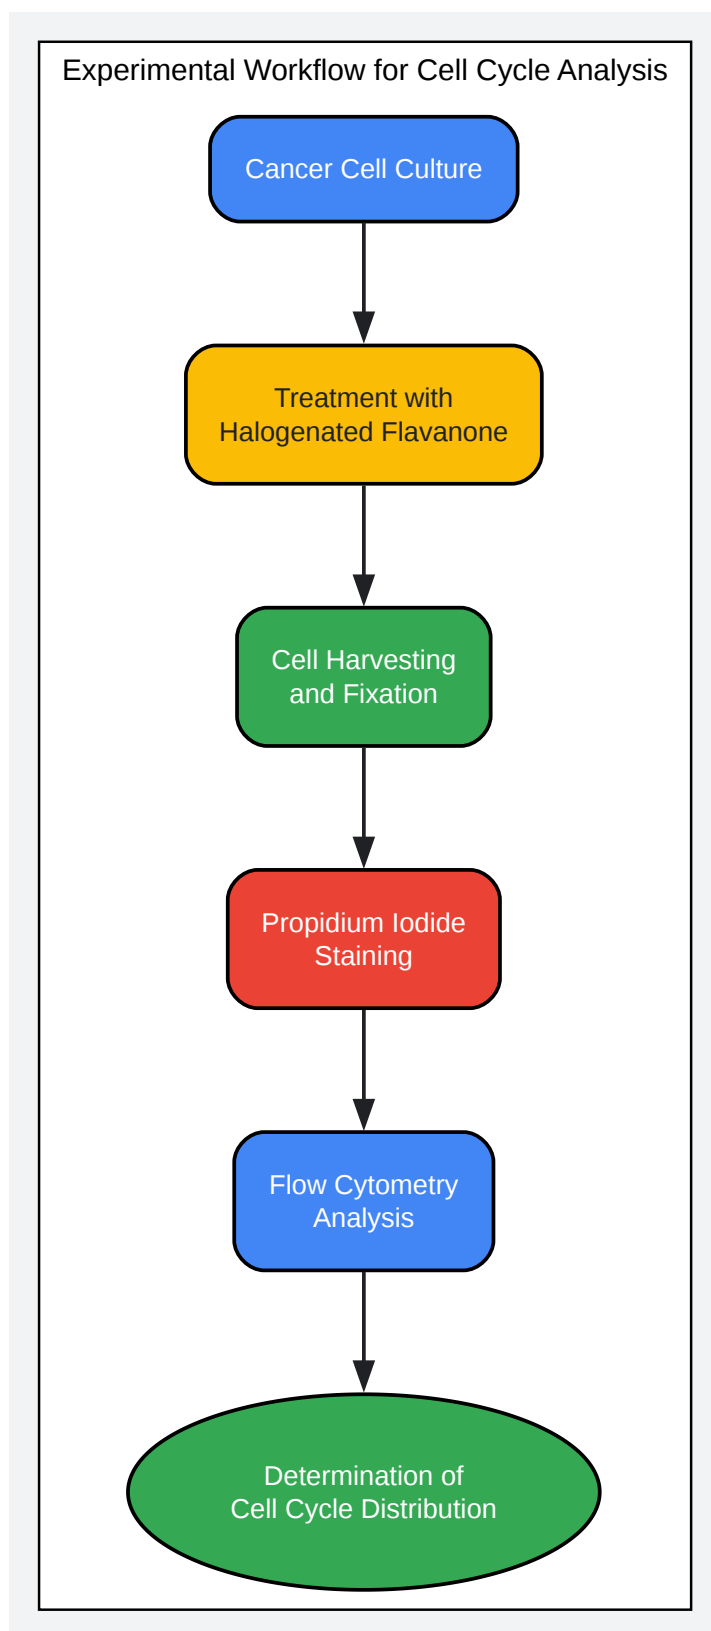 Experimental Workflow for Cell Cycle Analysis
Cancer Cell Culture
Treatment with
Halogenated Flavanone
Cell Harvesting
and Fixation
Propidium Iodide
Staining
Flow Cytometry
Analysis
Determination of
Cell Cycle Distribution